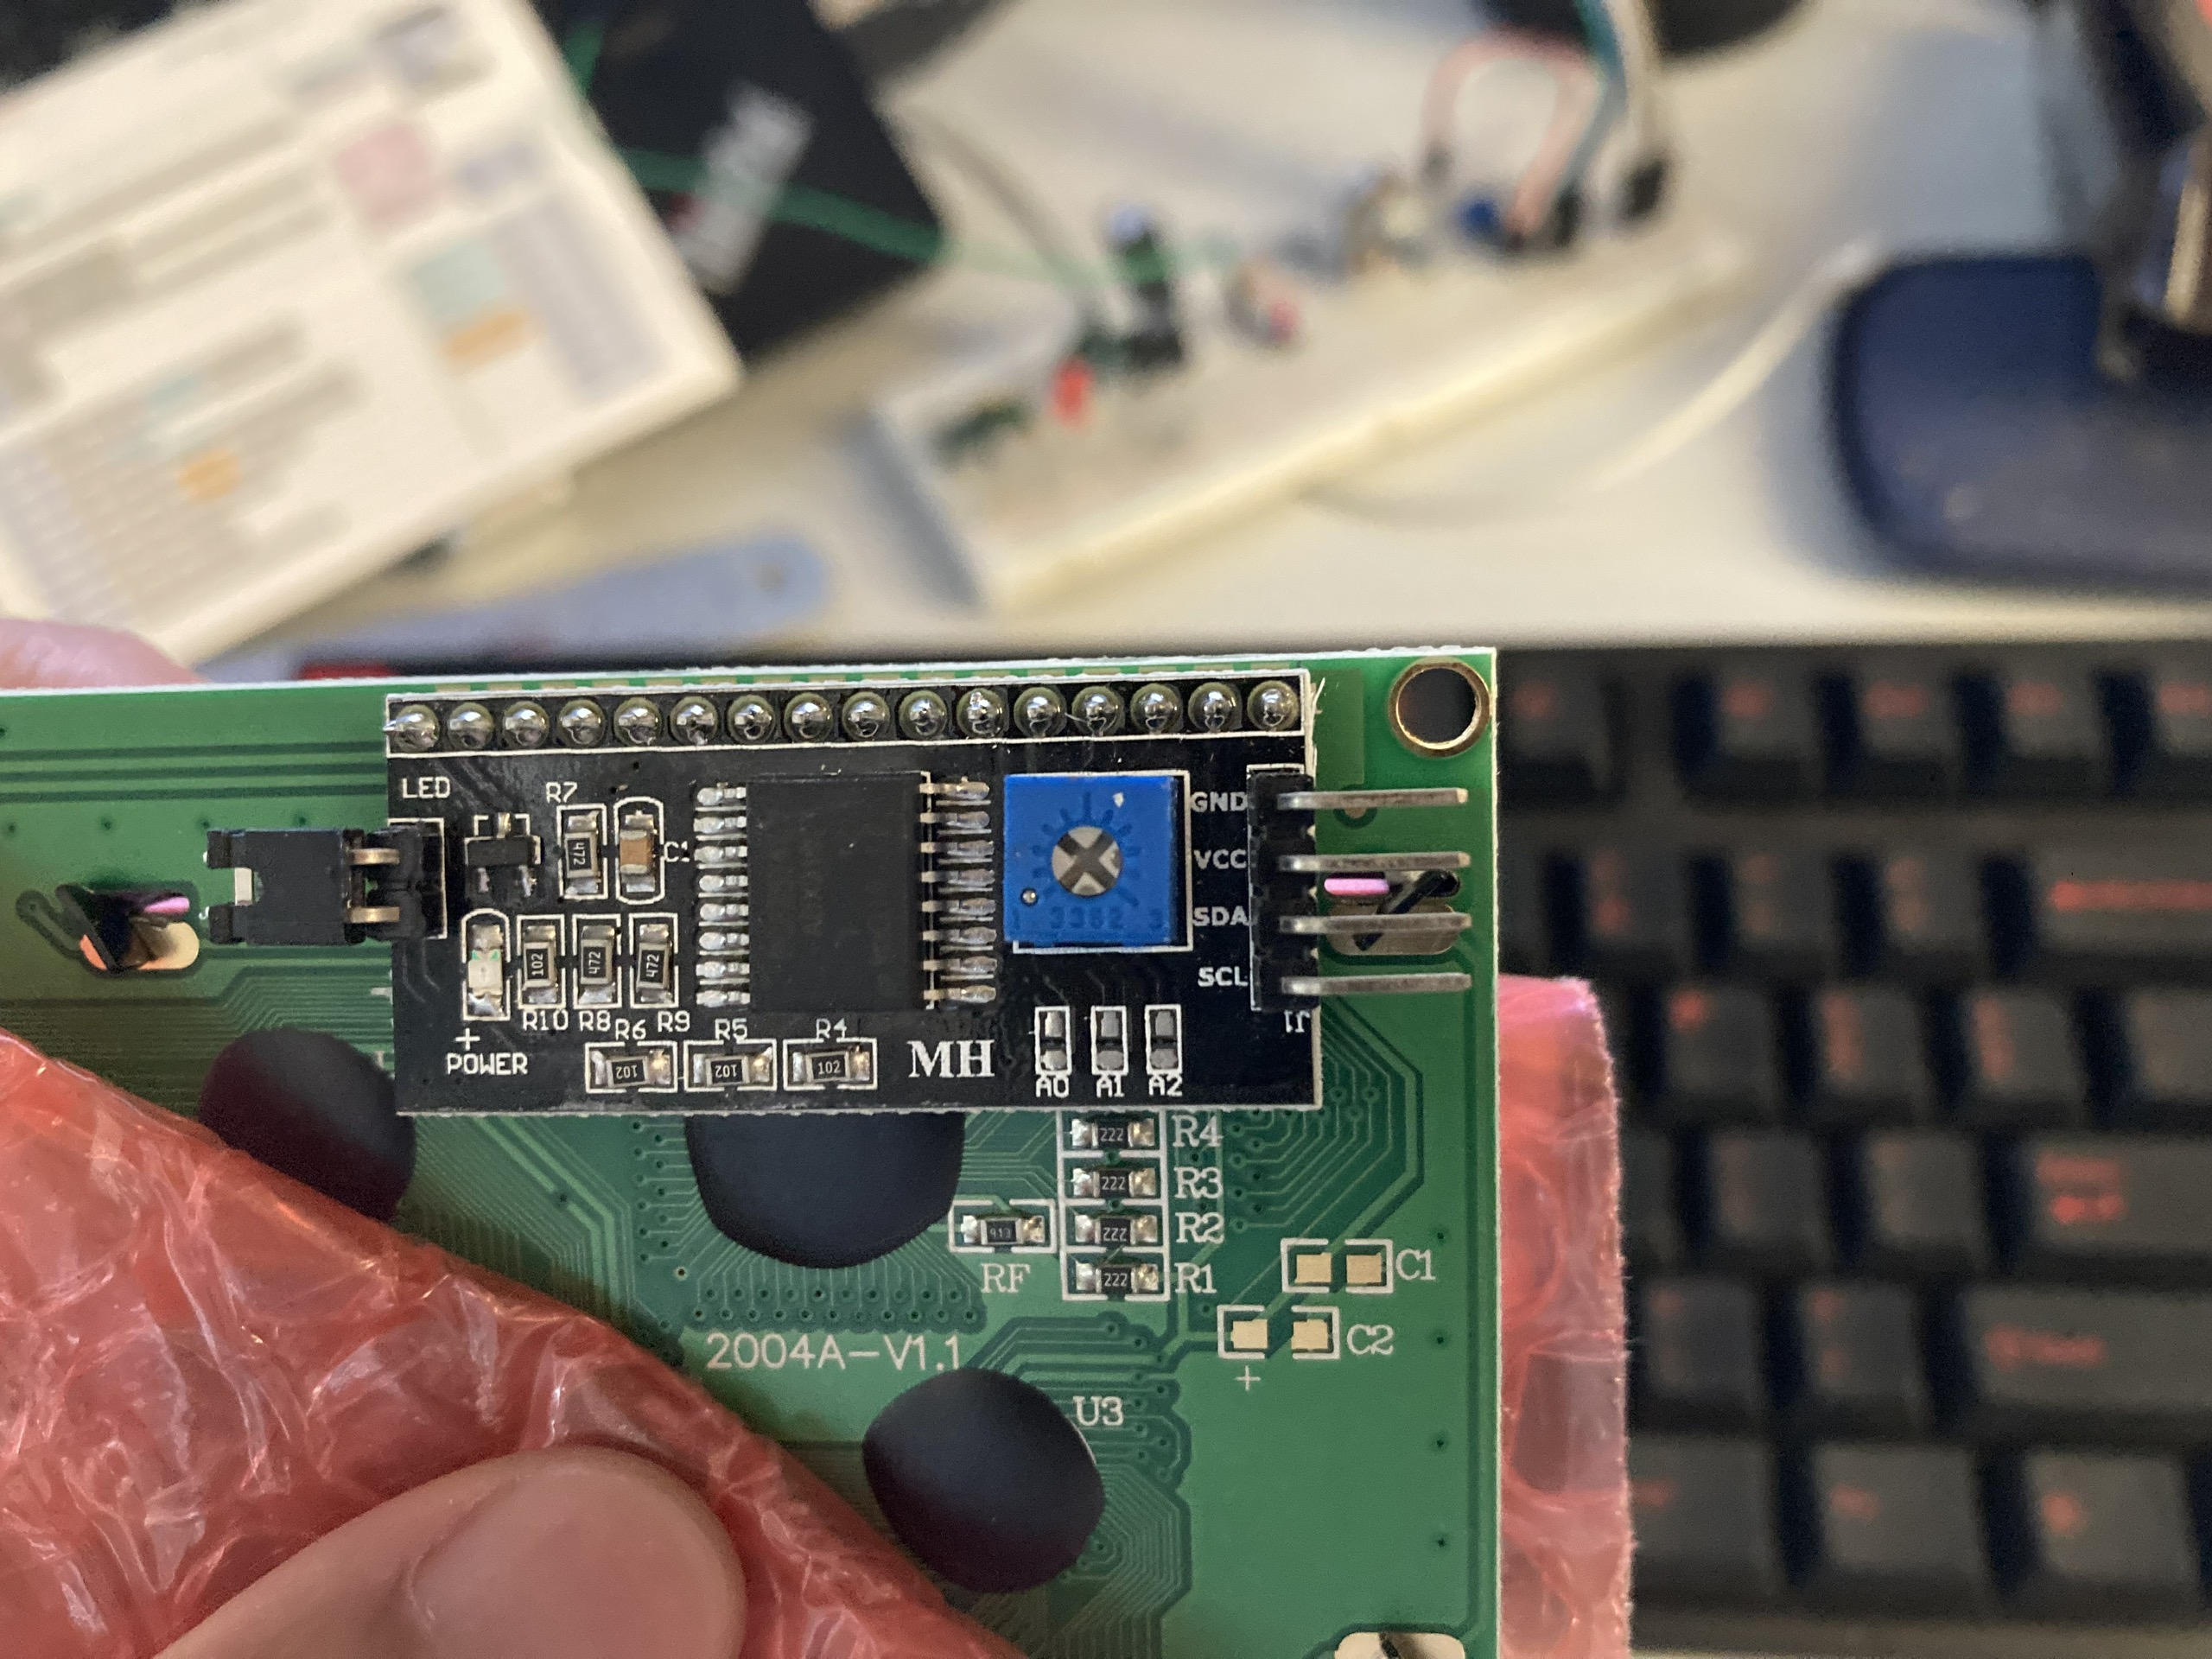 LED
R7
472
C1
GND
VCC
SDA
SCL
3362
J1
102
472
472
R10
R8
R9
R6
R5
R4
+
POWER
102
102
102
MH
A0
A1
A2
222
R4
222
R3
222
R2
222
R1
RF
C1
C2
+
2004A-V1.1
U3